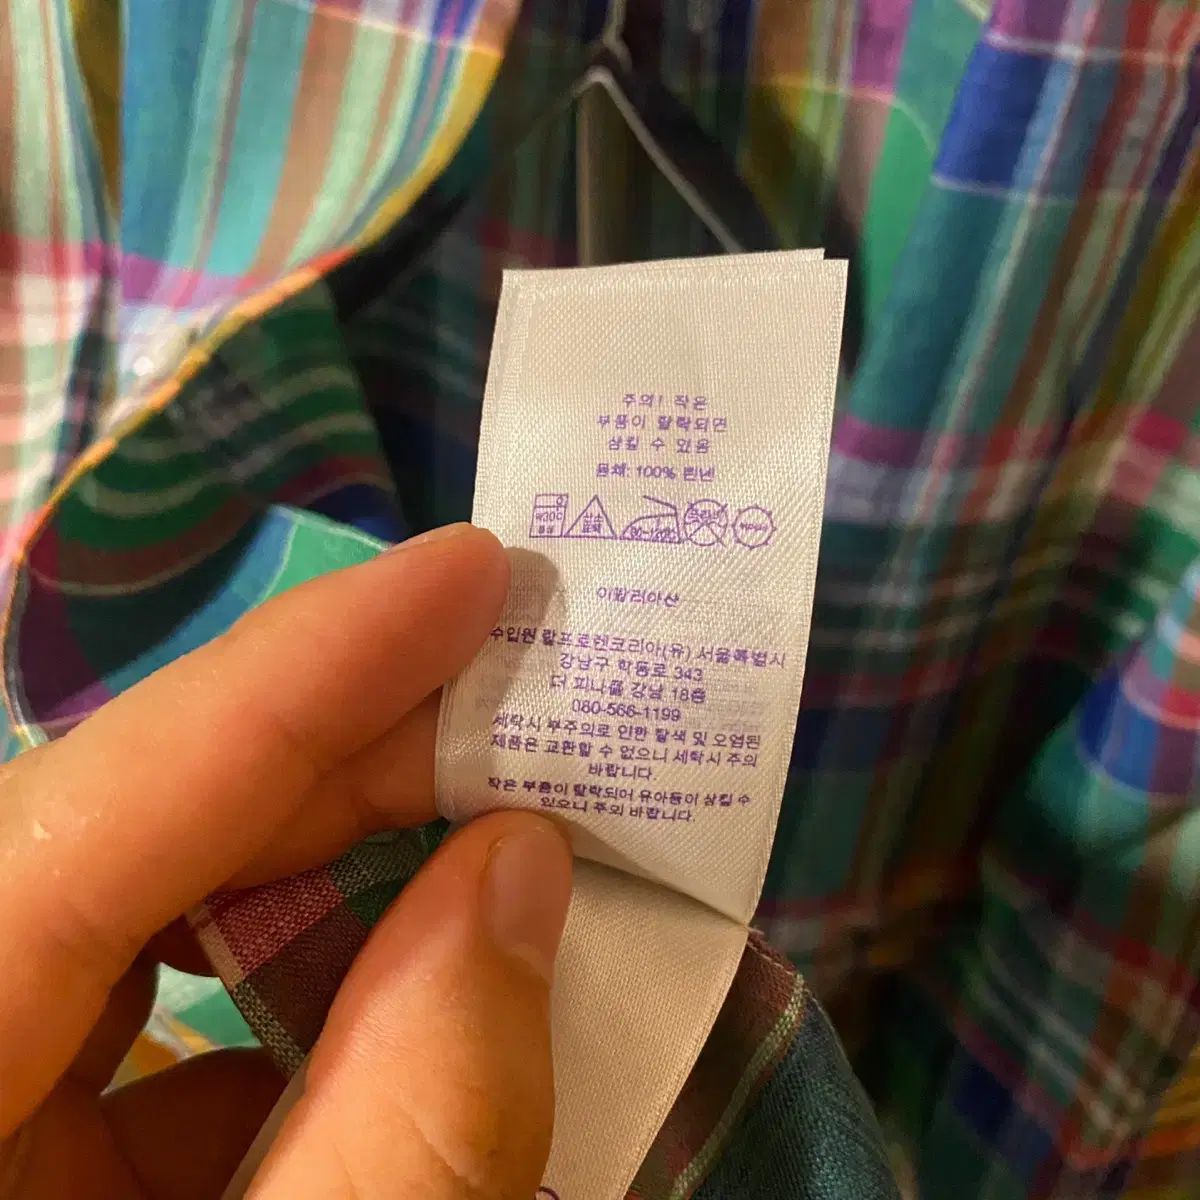 주의! 작은
부품이 탈락되면
삼킬 수 있음
몸체: 100% 린넨
이탈리아산
수입원 랄프로렌코리아(유) 서울특별시
강남구 학동로 343
더 피나클 강남 18층
080-566-1199
세탁시 부주의로 인한 탈색 및 오염된
제품은 교환할 수 없으니 세탁시 주의
바랍니다.
작은 부품이 탈락되어 유아등이 삼킬 수
있으니 주의 바랍니다.